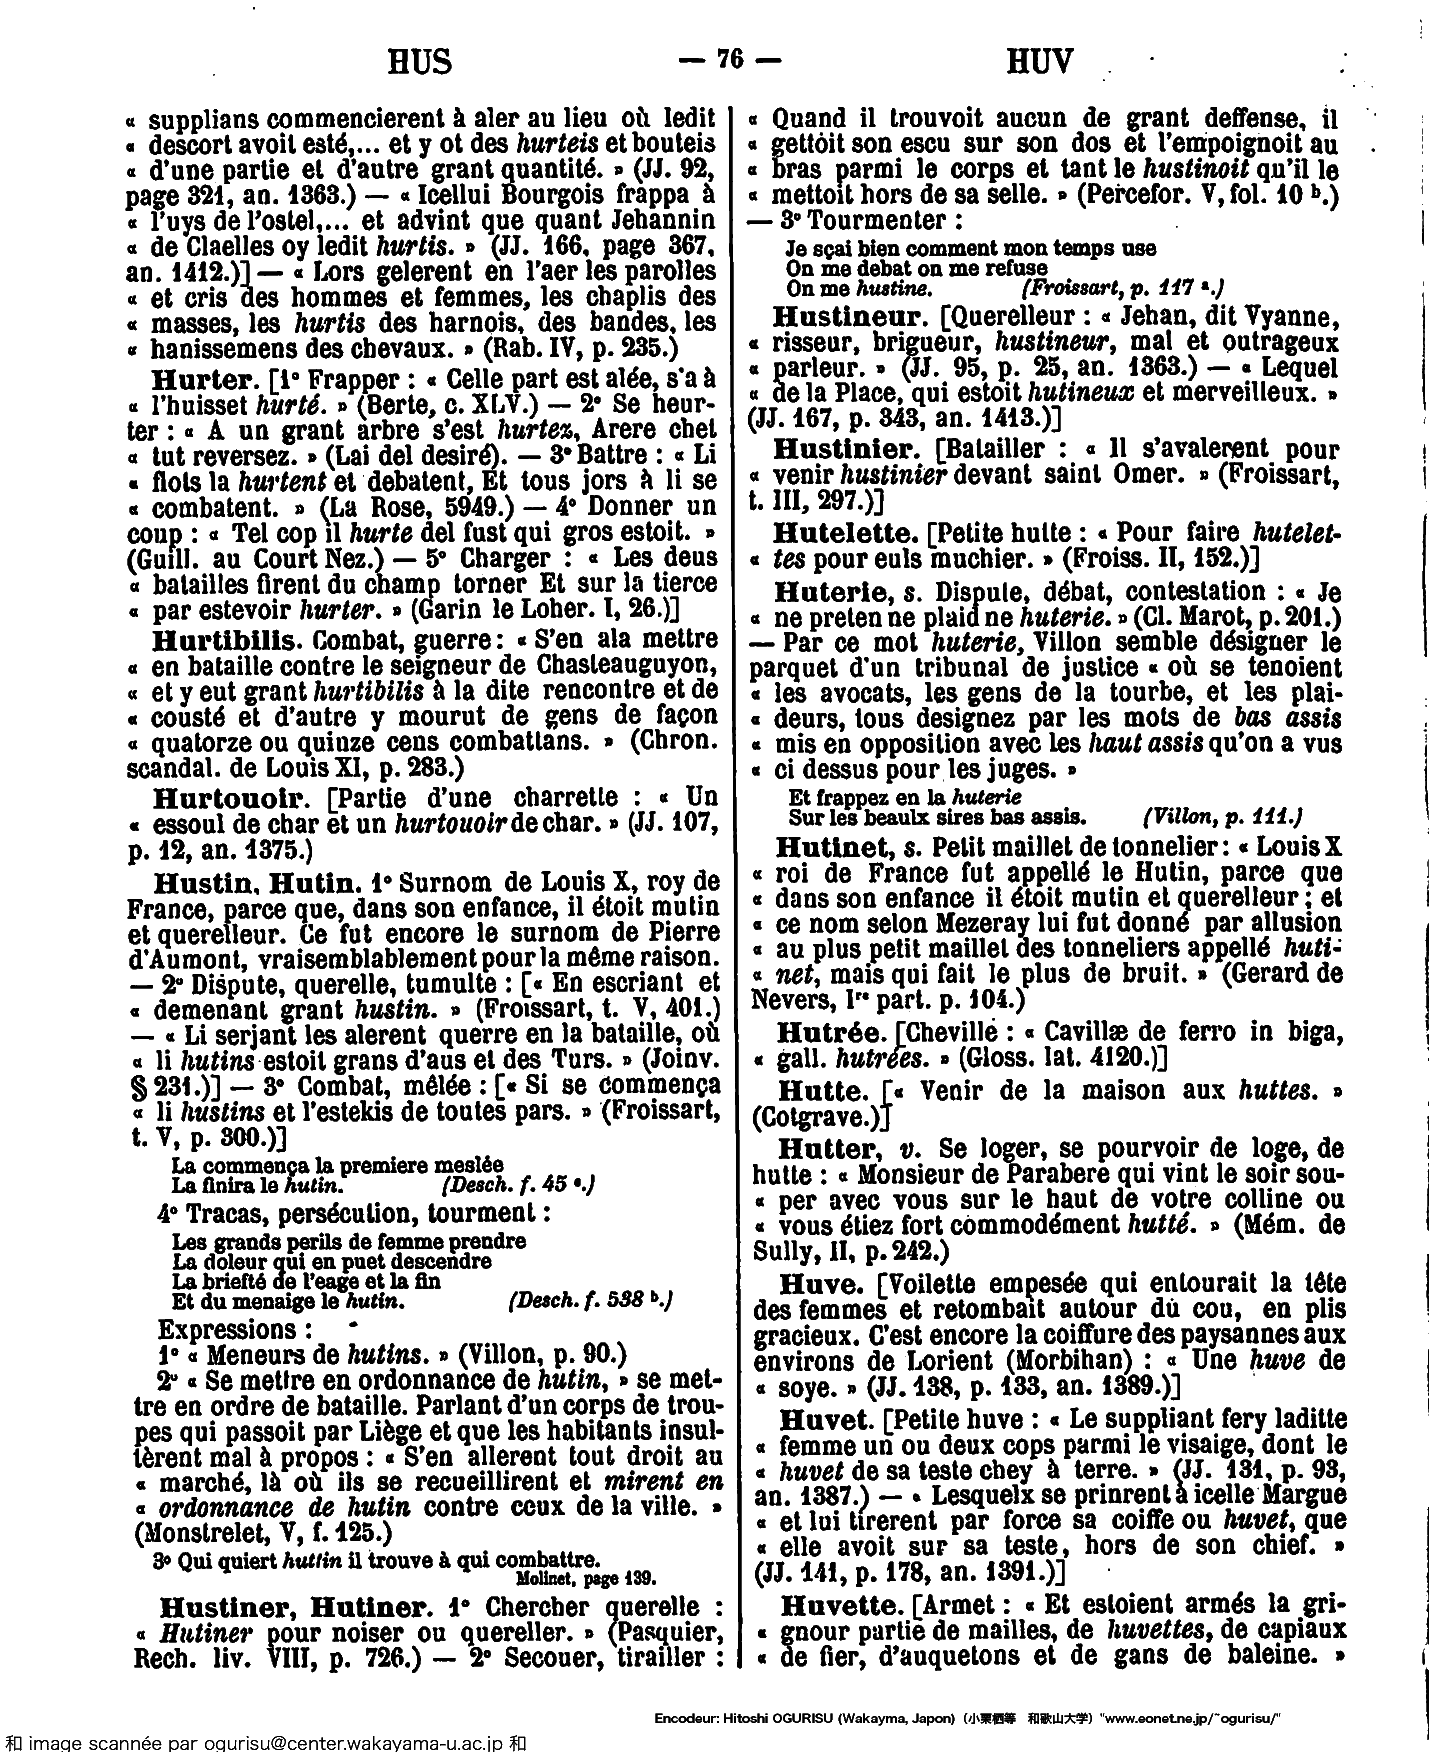 HUS — 76 — HUV
« supplians commencierent à aler au lieu où ledit
« descort avoit esté,... et y ot des hurteis et bouteis
« d'une partie et d'autre grant quantité. » (JJ. 92,
page 321, an. 1363.) — « Icellui Bourgois frappa à
« l'uys de l'ostel,... et advint que quant Jehannin
« de Claelles oy ledit hurtis. » (JJ. 166, page 367,
an. 1412.)] — « Lors gelerent en l'aer les parolles
« et cris des hommes et femmes, les chaplis des
« masses, les hurtis des harnois, des bandes, les
« hanissemens des chevaux. » (Rab. IV, p. 235.)
Hurter. [1° Frapper : « Celle part est alée, s'a à
« l'huisset hurté. » (Berte, c. XLV.) — 2° Se heur-
ter : « A un grant arbre s'est hurtez, Arere chet
« tut reversez. » (Lai del desiré). — 3° Battre : « Li
« flots la hurtent et debatent, Et tous jors à li se
« combatent. » (La Rose, 5949.) — 4° Donner un
coup : « Tel cop il hurte del fust qui gros estoit. »
(Guill. au Court Nez.) — 5° Charger : « Les deus
« batailles firent du champ torner Et sur la tierce
« par estevoir hurter. » (Garin le Loher. I, 26.)]
Hurtibilis. Combat, guerre : « S'en ala mettre
« en bataille contre le seigneur de Chasteauguyon,
« et y eut grant hurtibilis à la dite rencontre et de
« cousté et d'autre y mourut de gens de façon
« quatorze ou quinze cens combattans. » (Chron.
scandal. de Louis XI, p. 283.)
Hurtouoir. [Partie d'une charrette : « Un
« essoul de char et un hurtouoir de char. » (JJ. 107,
p. 12, an. 1375.)
Hustin, Hutin. 1° Surnom de Louis X, roy de
France, parce que, dans son enfance, il étoit mutin
et querelleur. Ce fut encore le surnom de Pierre
d'Aumont, vraisemblablement pour la même raison.
— 2° Dispute, querelle, tumulte : [« En escriant et
« demenant grant hustin. » (Froissart, t. V, 401.)
— « Li serjant les alerent querre en la bataille, où
« li hutins estoit grans d'aus et des Turs. » (Joinv.
§ 231.)] — 3° Combat, mêlée : [« Si se commença
« li hustins et l'estekis de toutes pars. » (Froissart,
t. V, p. 300.)]
La commença la premiere meslée
La finira le hutin. (Desch. f. 45 a.)
4° Tracas, persécution, tourment :
Les grands perils de femme prendre
La doleur qui en puet descendre
La briefté de l'eage et la fin
Et du menaige le hutin. (Desch. f. 538 b.)
Expressions :
1° « Meneurs de hutins. » (Villon, p. 90.)
2° « Se mettre en ordonnance de hutin, » se met-
tre en ordre de bataille. Parlant d'un corps de trou-
pes qui passoit par Liège et que les habitants insul-
tèrent mal à propos : « S'en allerent tout droit au
« marché, là où ils se recueillirent et mirent en
« ordonnance de hutin contre ceux de la ville. »
(Monstrelet, V, f. 125.)
3° Qui quiert huttin il trouve à qui combattre.
Molinet, page 139.
Hustiner, Hutiner. 1° Chercher querelle :
« Hutiner pour noiser ou quereller. » (Pasquier,
Rech. liv. VIII, p. 726.) — 2° Secouer, tirailler :
« Quand il trouvoit aucun de grant deffense, il
« gettoit son escu sur son dos et l'empoignoit au
« bras parmi le corps et tant le hustinoit qu'il le
« mettoit hors de sa selle. » (Percefor. V, fol. 10 b.)
— 3° Tourmenter :
Je sçai bien comment mon temps use
On me debat on me refuse
On me hustine. (Froissart, p. 117 a.)
Hustineur. [Querelleur : « Jehan, dit Vyanne,
« risseur, brigueur, hustineur, mal et outrageux
« parleur. » (JJ. 95, p. 25, an. 1363.) — « Lequel
« de la Place, qui estoit hutineux et merveilleux. »
(JJ. 167, p. 343, an. 1413.)]
Hustinier. [Batailler : « Il s'avalerent pour
« venir hustinier devant saint Omer. » (Froissart,
t. III, 297.)]
Hutelette. [Petite hutte : « Pour faire hutelet-
« tes pour euls muchier. » (Froiss. II, 152.)]
Huterie, s. Dispute, débat, contestation : « Je
« ne preten ne plaid ne huterie. » (Cl. Marot, p. 201.)
— Par ce mot huterie, Villon semble désigner le
parquet d'un tribunal de justice « où se tenoient
« les avocats, les gens de la tourbe, et les plai-
« deurs, tous designez par les mots de bas assis
« mis en opposition avec les haut assis qu'on a vus
« ci dessus pour les juges. »
Et frappez en la huterie
Sur les beaulx sires bas assis. (Villon, p. 111.)
Hutinet, s. Petit maillet de tonnelier : « Louis X
« roi de France fut appellé le Hutin, parce que
« dans son enfance il étoit mutin et querelleur ; et
« ce nom selon Mezeray lui fut donné par allusion
« au plus petit maillet des tonneliers appellé huti-
« net, mais qui fait le plus de bruit. » (Gerard de
Nevers, Ire part. p. 104.)
Hutrée. [Cheville : « Cavillæ de ferro in biga,
« gall. hutrées. » (Gloss. lat. 4120.)]
Hutte. [« Venir de la maison aux huttes. »
(Cotgrave.)]
Hutter, v. Se loger, se pourvoir de loge, de
hutte : « Monsieur de Parabere qui vint le soir sou-
« per avec vous sur le haut de votre colline ou
« vous étiez fort commodément hutté. » (Mém. de
Sully, II, p. 242.)
Huve. [Voilette empesée qui entourait la tête
des femmes et retombait autour du cou, en plis
gracieux. C'est encore la coiffure des paysannes aux
environs de Lorient (Morbihan) : « Une huve de
« soye. » (JJ. 138, p. 133, an. 1389.)]
Huvet. [Petite huve : « Le suppliant fery laditte
« femme un ou deux cops parmi le visaige, dont le
« huvet de sa teste chey à terre. » (JJ. 131, p. 93,
an. 1387.) — « Lesquelx se prinrent à icelle Margue
« et lui tirerent par force sa coiffe ou huvet, que
« elle avoit sur sa teste, hors de son chief. »
(JJ. 141, p. 178, an. 1391.)]
Huvette. [Armet : « Et estoient armés la gri-
« gnour partie de mailles, de huvettes, de capiaux
« de fier, d'auquetons et de gans de baleine. »
Encodeur: Hitoshi OGURISU (Wakayma, Japon) (小栗栖等 和歌山大学) "www.eonet.ne.jp/~ogurisu/"
和 image scannée par ogurisu@center.wakayama-u.ac.jp 和